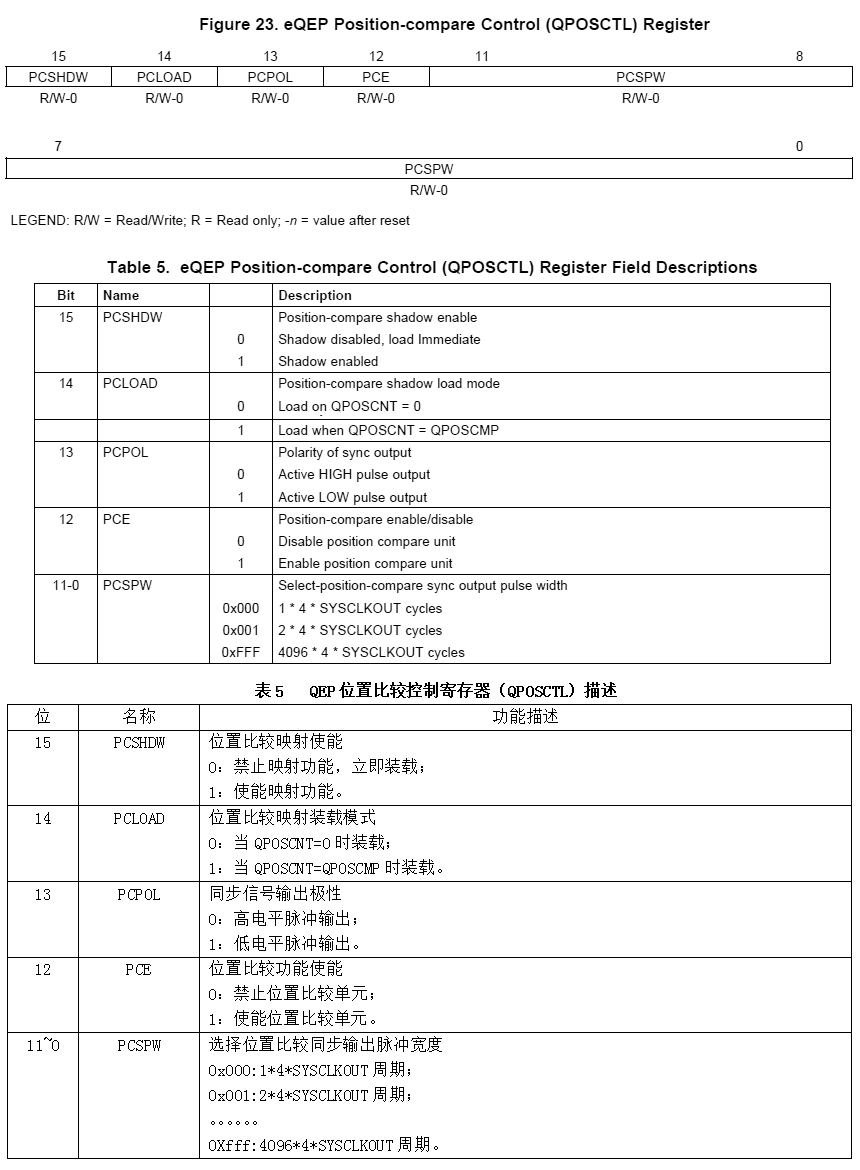 Figure 23. eQEP Position-compare Control (QPOSCTL) Register
15 14 13 12 11 8
PCSHDW PCLOAD PCPOL PCE PCSPW
R/W-0 R/W-0 R/W-0 R/W-0 R/W-0
7 0
PCSPW
R/W-0
LEGEND: R/W = Read/Write; R = Read only; -n = value after reset
Table 5. eQEP Position-compare Control (QPOSCTL) Register Field Descriptions
Bit Name Description
15 PCSHDW Position-compare shadow enable
0 Shadow disabled, load Immediate
1 Shadow enabled
14 PCLOAD Position-compare shadow load mode
0 Load on QPOSCNT = 0
1 Load when QPOSCNT = QPOSCMP
13 PCPOL Polarity of sync output
0 Active HIGH pulse output
1 Active LOW pulse output
12 PCE Position-compare enable/disable
0 Disable position compare unit
1 Enable position compare unit
11-0 PCSPW Select-position-compare sync output pulse width
0x000 1 * 4 * SYSCLKOUT cycles
0x001 2 * 4 * SYSCLKOUT cycles
0xFFF 4096 * 4 * SYSCLKOUT cycles
表 5 QEP 位置比较控制寄存器（QPOSCTL）描述
位 名称 功能描述
15 PCSHDW 位置比较映射使能
0：禁止映射功能，立即装载；
1：使能映射功能。
14 PCLOAD 位置比较映射装载模式
0：当 QPOSCNT=0 时装载；
1：当 QPOSCNT=QPOSCMP 时装载。
13 PCPOL 同步信号输出极性
0：高电平脉冲输出；
1：低电平脉冲输出。
12 PCE 位置比较功能使能
0：禁止位置比较单元；
1：使能位置比较单元。
11~0 PCSPW 选择位置比较同步输出脉冲宽度
0x000:1*4*SYSCLKOUT 周期；
0x001:2*4*SYSCLKOUT 周期；
。。。。。。
0Xfff:4096*4*SYSCLKOUT 周期。